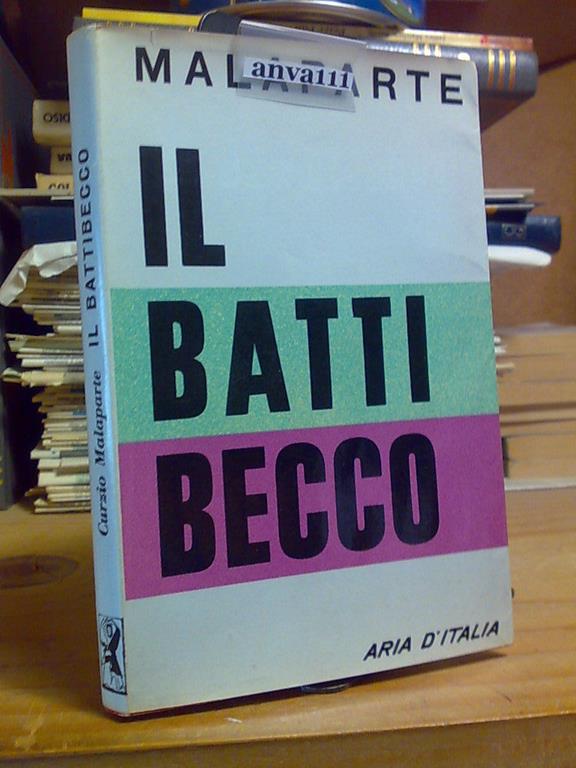 MALAPARTE
anva111
IL
BATTI
BECCO
ARIA D'ITALIA
Curzio Malaparte IL BATTIBECCO